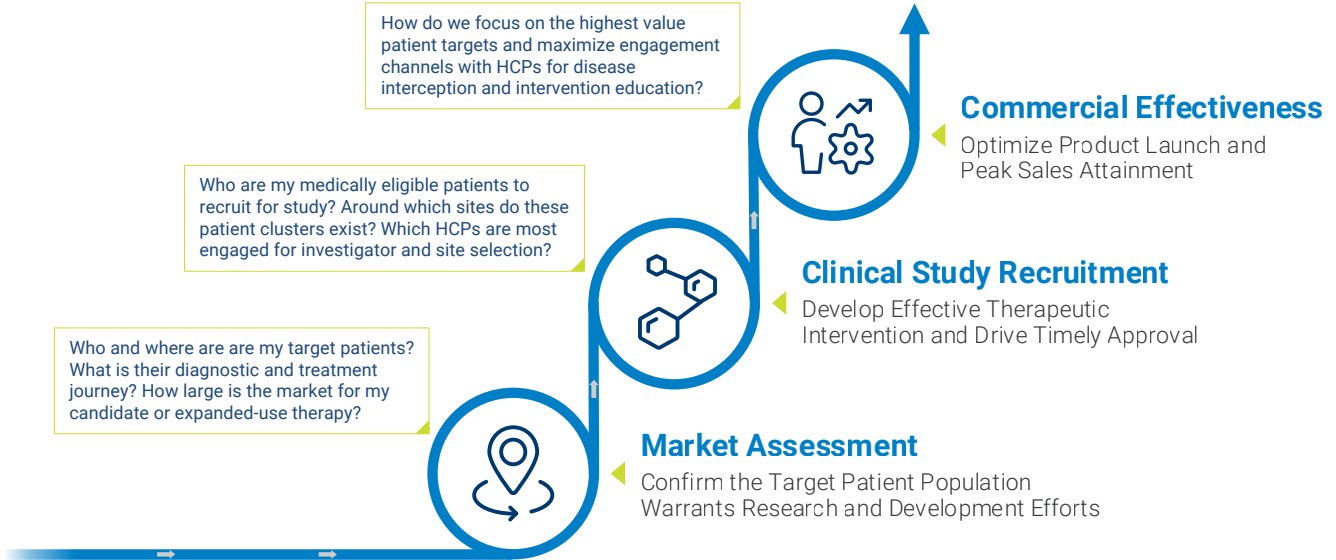 How do we focus on the highest value
patient targets and maximize engagement
channels with HCPs for disease
interception and intervention education?
Commercial Effectiveness
Optimize Product Launch and
Peak Sales Attainment
Who are my medically eligible patients to
recruit for study? Around which sites do these
patient clusters exist? Which HCPs are most
engaged for investigator and site selection?
Clinical Study Recruitment
Develop Effective Therapeutic
Intervention and Drive Timely Approval
Who and where are are my target patients?
What is their diagnostic and treatment
journey? How large is the market for my
candidate or expanded-use therapy?
Market Assessment
Confirm the Target Patient Population
Warrants Research and Development Efforts